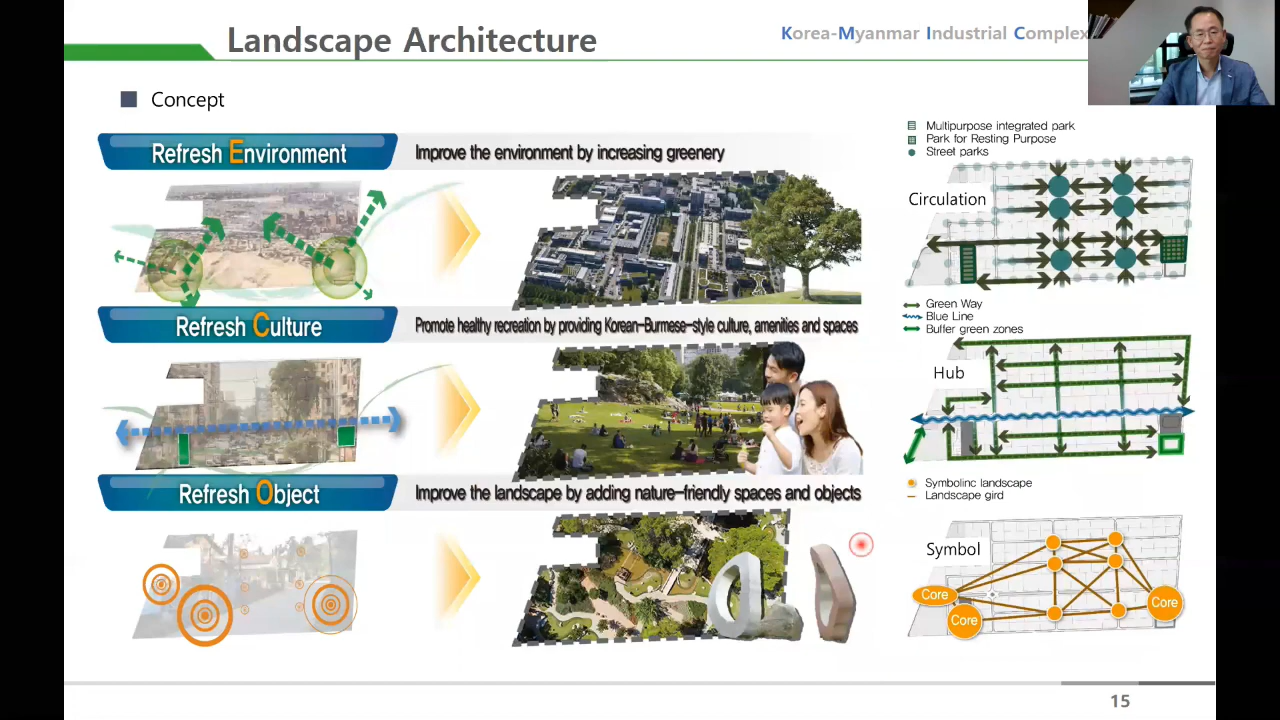 Landscape Architecture
Korea-Myanmar Industrial Complex
Concept
Refresh Environment
Improve the environment by increasing greenery
Multipurpose integrated park
Park for Resting Purpose
Street parks
Circulation
Refresh Culture
Promote healthy recreation by providing Korean-Burmese-style culture, amenities and spaces
Green Way
Blue Line
Buffer green zones
Hub
Refresh Object
Improve the landscape by adding nature-friendly spaces and objects
Symbolinc landscape
Landscape gird
Symbol
Core
Core
Core
15